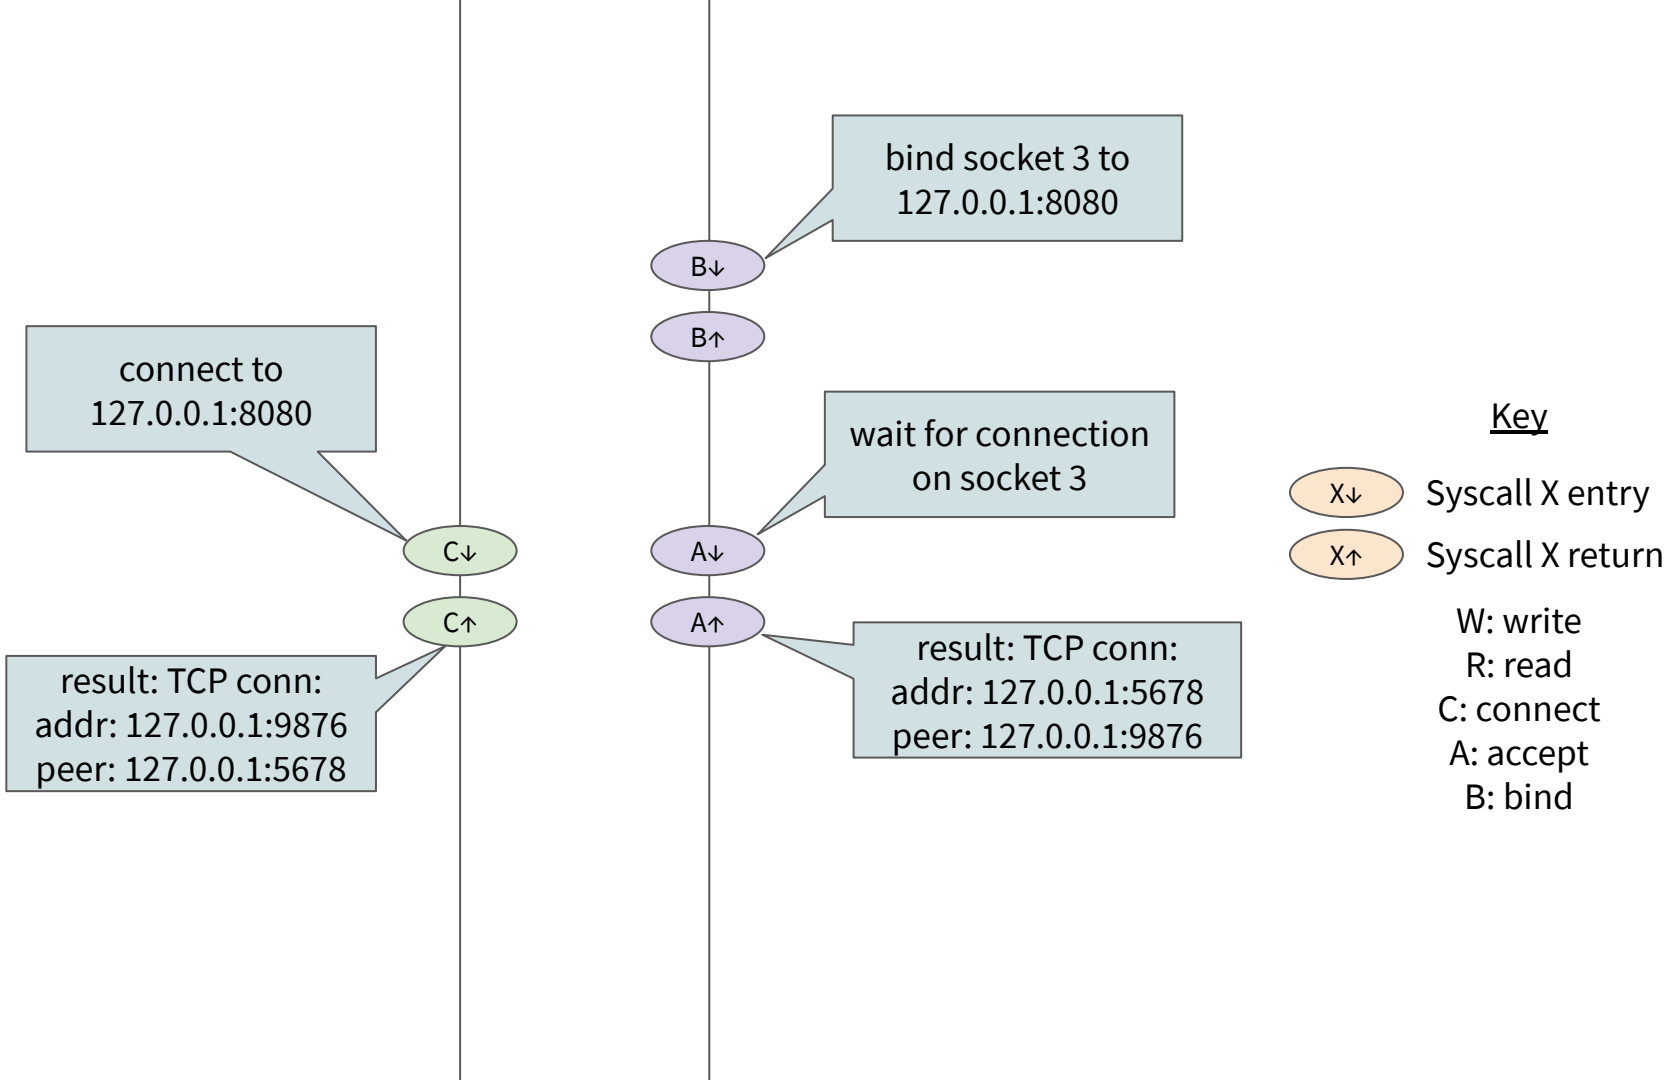 bind socket 3 to
127.0.0.1:8080
B↓
B↑
connect to
127.0.0.1:8080
wait for connection
on socket 3
C↓
A↓
C↑
A↑
result: TCP conn:
addr: 127.0.0.1:9876
peer: 127.0.0.1:5678
result: TCP conn:
addr: 127.0.0.1:5678
peer: 127.0.0.1:9876
Key
X↓ Syscall X entry
X↑ Syscall X return
W: write
R: read
C: connect
A: accept
B: bind